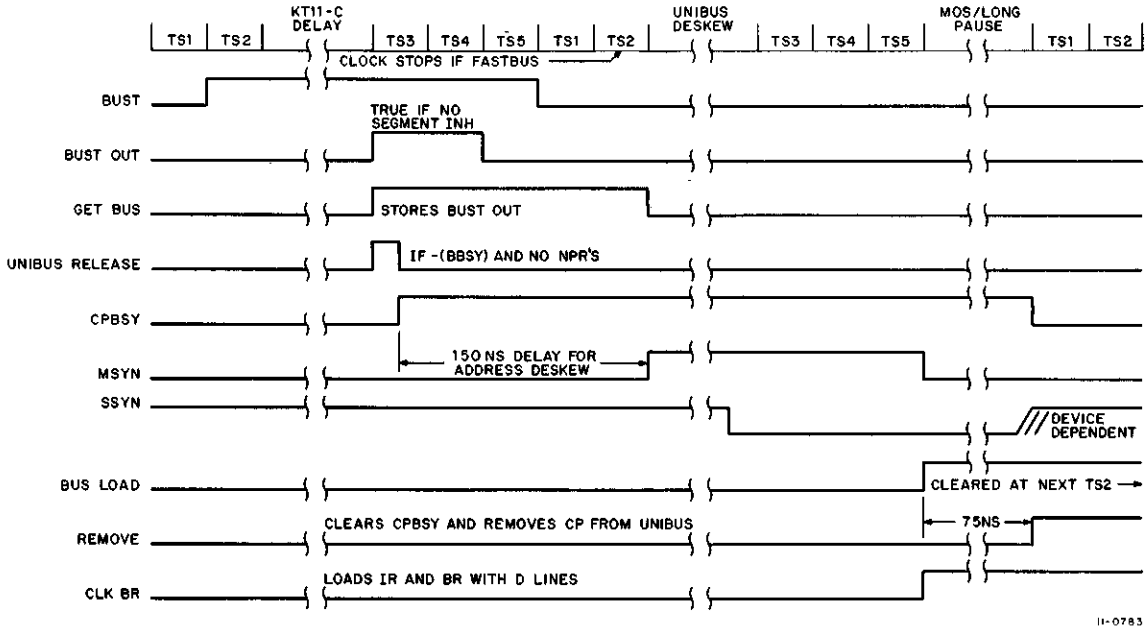 KT11-C
DELAY
UNIBUS
DESKEW
MOS/LONG
PAUSE
TS1 TS2 TS3 TS4 TS5 TS1 TS2 TS3 TS4 TS5 TS1 TS2
CLOCK STOPS IF FASTBUS
BUST
TRUE IF NO
SEGMENT INH
BUST OUT
GET BUS
STORES BUST OUT
UNIBUS RELEASE
IF -(BBSY) AND NO NPR'S
CPBSY
150 NS DELAY FOR
ADDRESS DESKEW
MSYN
SSYN
DEVICE
DEPENDENT
BUS LOAD
CLEARED AT NEXT TS2
CLEARS CPBSY AND REMOVES CP FROM UNIBUS
75NS
REMOVE
LOADS IR AND BR WITH D LINES
CLK BR
11-0783